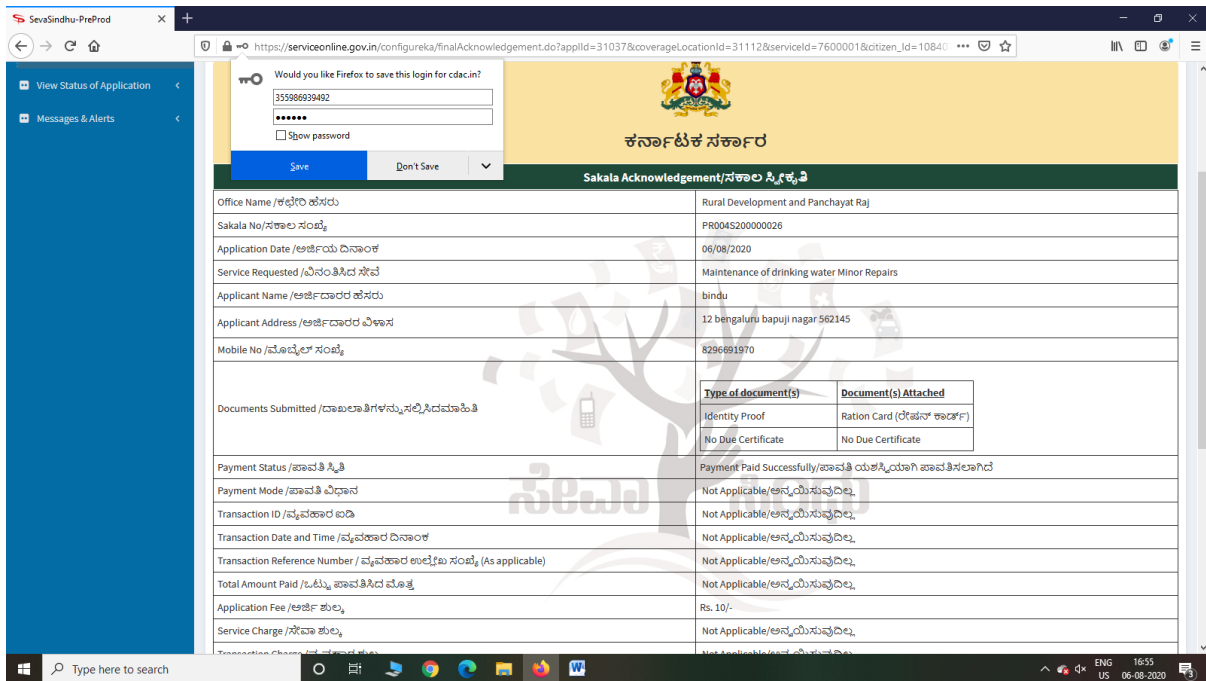 SevaSindhu-PreProd
https://serviceonline.gov.in/configureka/finalAcknowledgement.do?applId=31037&coverageLocationId=31112&serviceId=7600001&citizen_Id=10840
View Status of Application
Messages & Alerts
Would you like Firefox to save this login for cdac.in?
355986939492
Show password
Save
Don't Save
ಕರ್ನಾಟಕ ಸರ್ಕಾರ
Sakala Acknowledgement/ಸಕಾಲ ಸ್ವೀಕೃತಿ
Office Name /ಕಛೇರಿ ಹೆಸರು Rural Development and Panchayat Raj
Sakala No/ಸಕಾಲ ಸಂಖ್ಯೆ PR004S200000026
Application Date /ಅರ್ಜಿಯ ದಿನಾಂಕ 06/08/2020
Service Requested /ವಿನಂತಿಸಿದ ಸೇವೆ Maintenance of drinking water Minor Repairs
Applicant Name /ಅರ್ಜಿದಾರರ ಹೆಸರು bindu
Applicant Address /ಅರ್ಜಿದಾರರ ವಿಳಾಸ 12 bengaluru bapuji nagar 562145
Mobile No /ಮೊಬೈಲ್ ಸಂಖ್ಯೆ 8296691970
Documents Submitted /ದಾಖಲಾತಿಗಳನ್ನು ಸಲ್ಲಿಸಿದಮಾಹಿತಿ
Type of document(s) Document(s) Attached
Identity Proof Ration Card (ರೇಷನ್ ಕಾರ್ಡ್)
No Due Certificate No Due Certificate
Payment Status /ಪಾವತಿ ಸ್ಥಿತಿ Payment Paid Successfully/ಪಾವತಿ ಯಶಸ್ವಿಯಾಗಿ ಪಾವತಿಸಲಾಗಿದೆ
Payment Mode /ಪಾವತಿ ವಿಧಾನ Not Applicable/ಅನ್ವಯಿಸುವುದಿಲ್ಲ
Transaction ID /ವ್ಯವಹಾರ ಐಡಿ Not Applicable/ಅನ್ವಯಿಸುವುದಿಲ್ಲ
Transaction Date and Time /ವ್ಯವಹಾರ ದಿನಾಂಕ Not Applicable/ಅನ್ವಯಿಸುವುದಿಲ್ಲ
Transaction Reference Number / ವ್ಯವಹಾರ ಉಲ್ಲೇಖ ಸಂಖ್ಯೆ (As applicable) Not Applicable/ಅನ್ವಯಿಸುವುದಿಲ್ಲ
Total Amount Paid /ಒಟ್ಟು ಪಾವತಿಸಿದ ಮೊತ್ತ Not Applicable/ಅನ್ವಯಿಸುವುದಿಲ್ಲ
Application Fee /ಅರ್ಜಿ ಶುಲ್ಕ Rs. 10/-
Service Charge /ಸೇವಾ ಶುಲ್ಕ Not Applicable/ಅನ್ವಯಿಸುವುದಿಲ್ಲ
ಸೇವಾ ಸಿಂಧು
Type here to search
ENG 16:55
US 06-08-2020